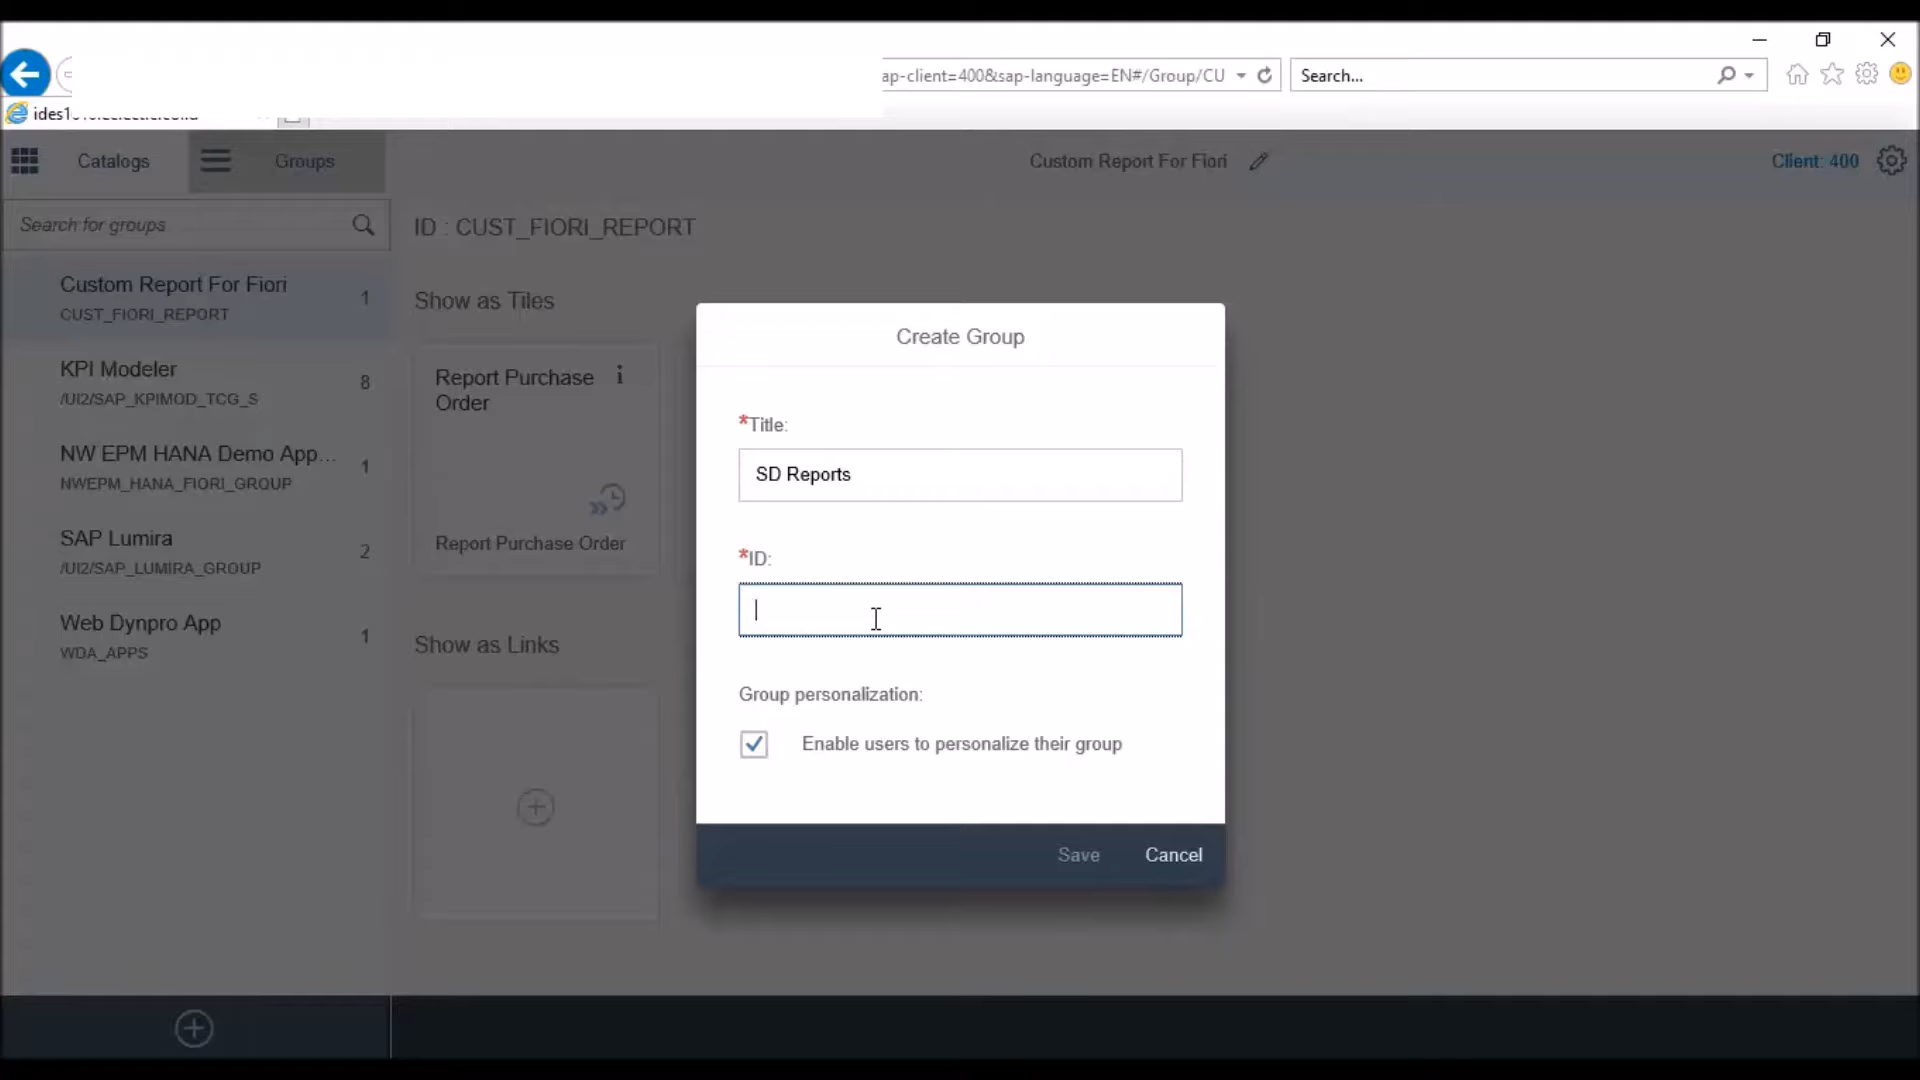 ap-client=400&sap-language=EN#/Group/CU
Search...
Catalogs
Groups
Custom Report For Fiori
Client: 400
Search for groups
ID : CUST_FIORI_REPORT
Custom Report For Fiori
1
CUST_FIORI_REPORT
KPI Modeler
8
/UI2/SAP_KPIMOD_TCG_S
NW EPM HANA Demo App...
1
NWEPM_HANA_FIORI_GROUP
SAP Lumira
2
/UI2/SAP_LUMIRA_GROUP
Web Dynpro App
1
WDA_APPS
Show as Tiles
Report Purchase
Order
Report Purchase Order
Show as Links
Create Group
*Title:
SD Reports
*ID:
Group personalization:
Enable users to personalize their group
Save
Cancel